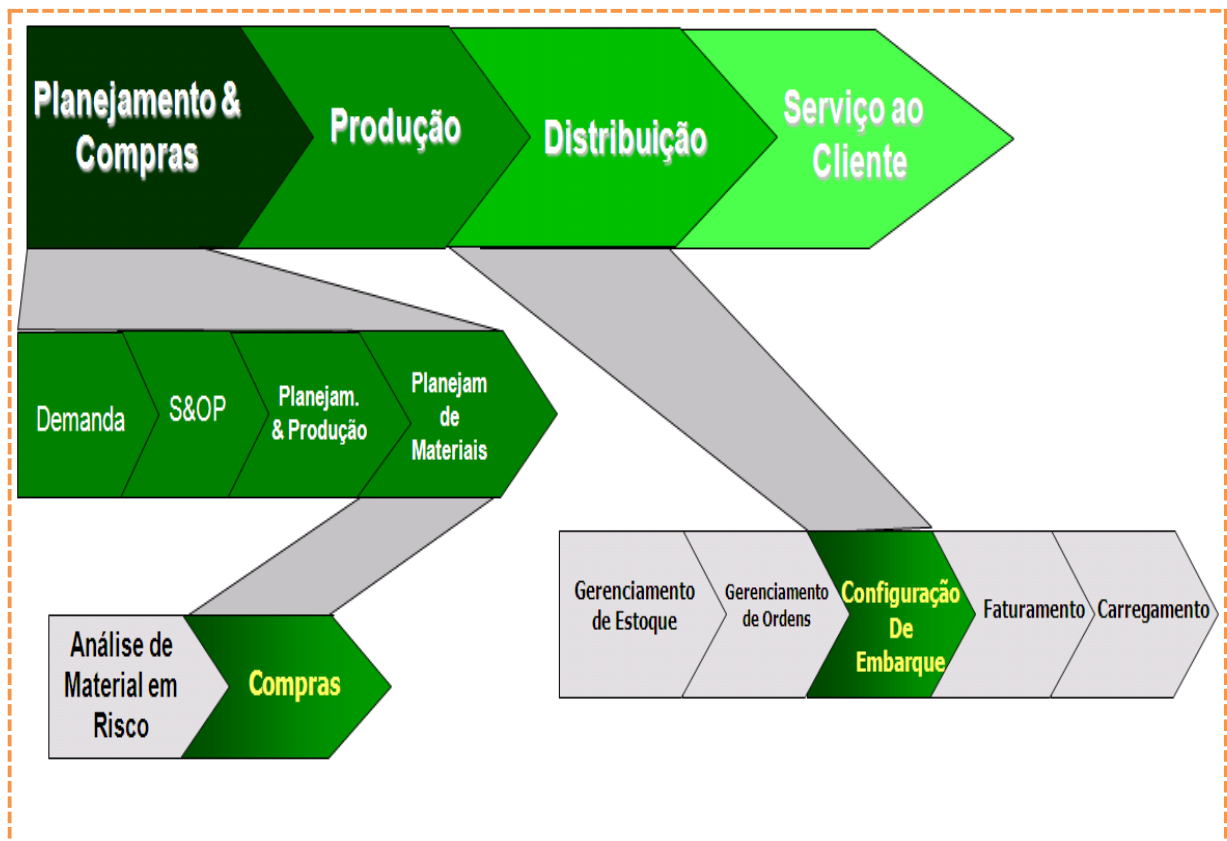 Planejamento &
Compras
Produção
Distribuição
Serviço ao
Cliente
Demanda
S&OP
Planejam.
& Produção
Planejam
de
Materiais
Análise de
Material em
Risco
Compras
Gerenciamento
de Estoque
Gerenciamento
de Ordens
Configuração
De
Embarque
Faturamento
Carregamento